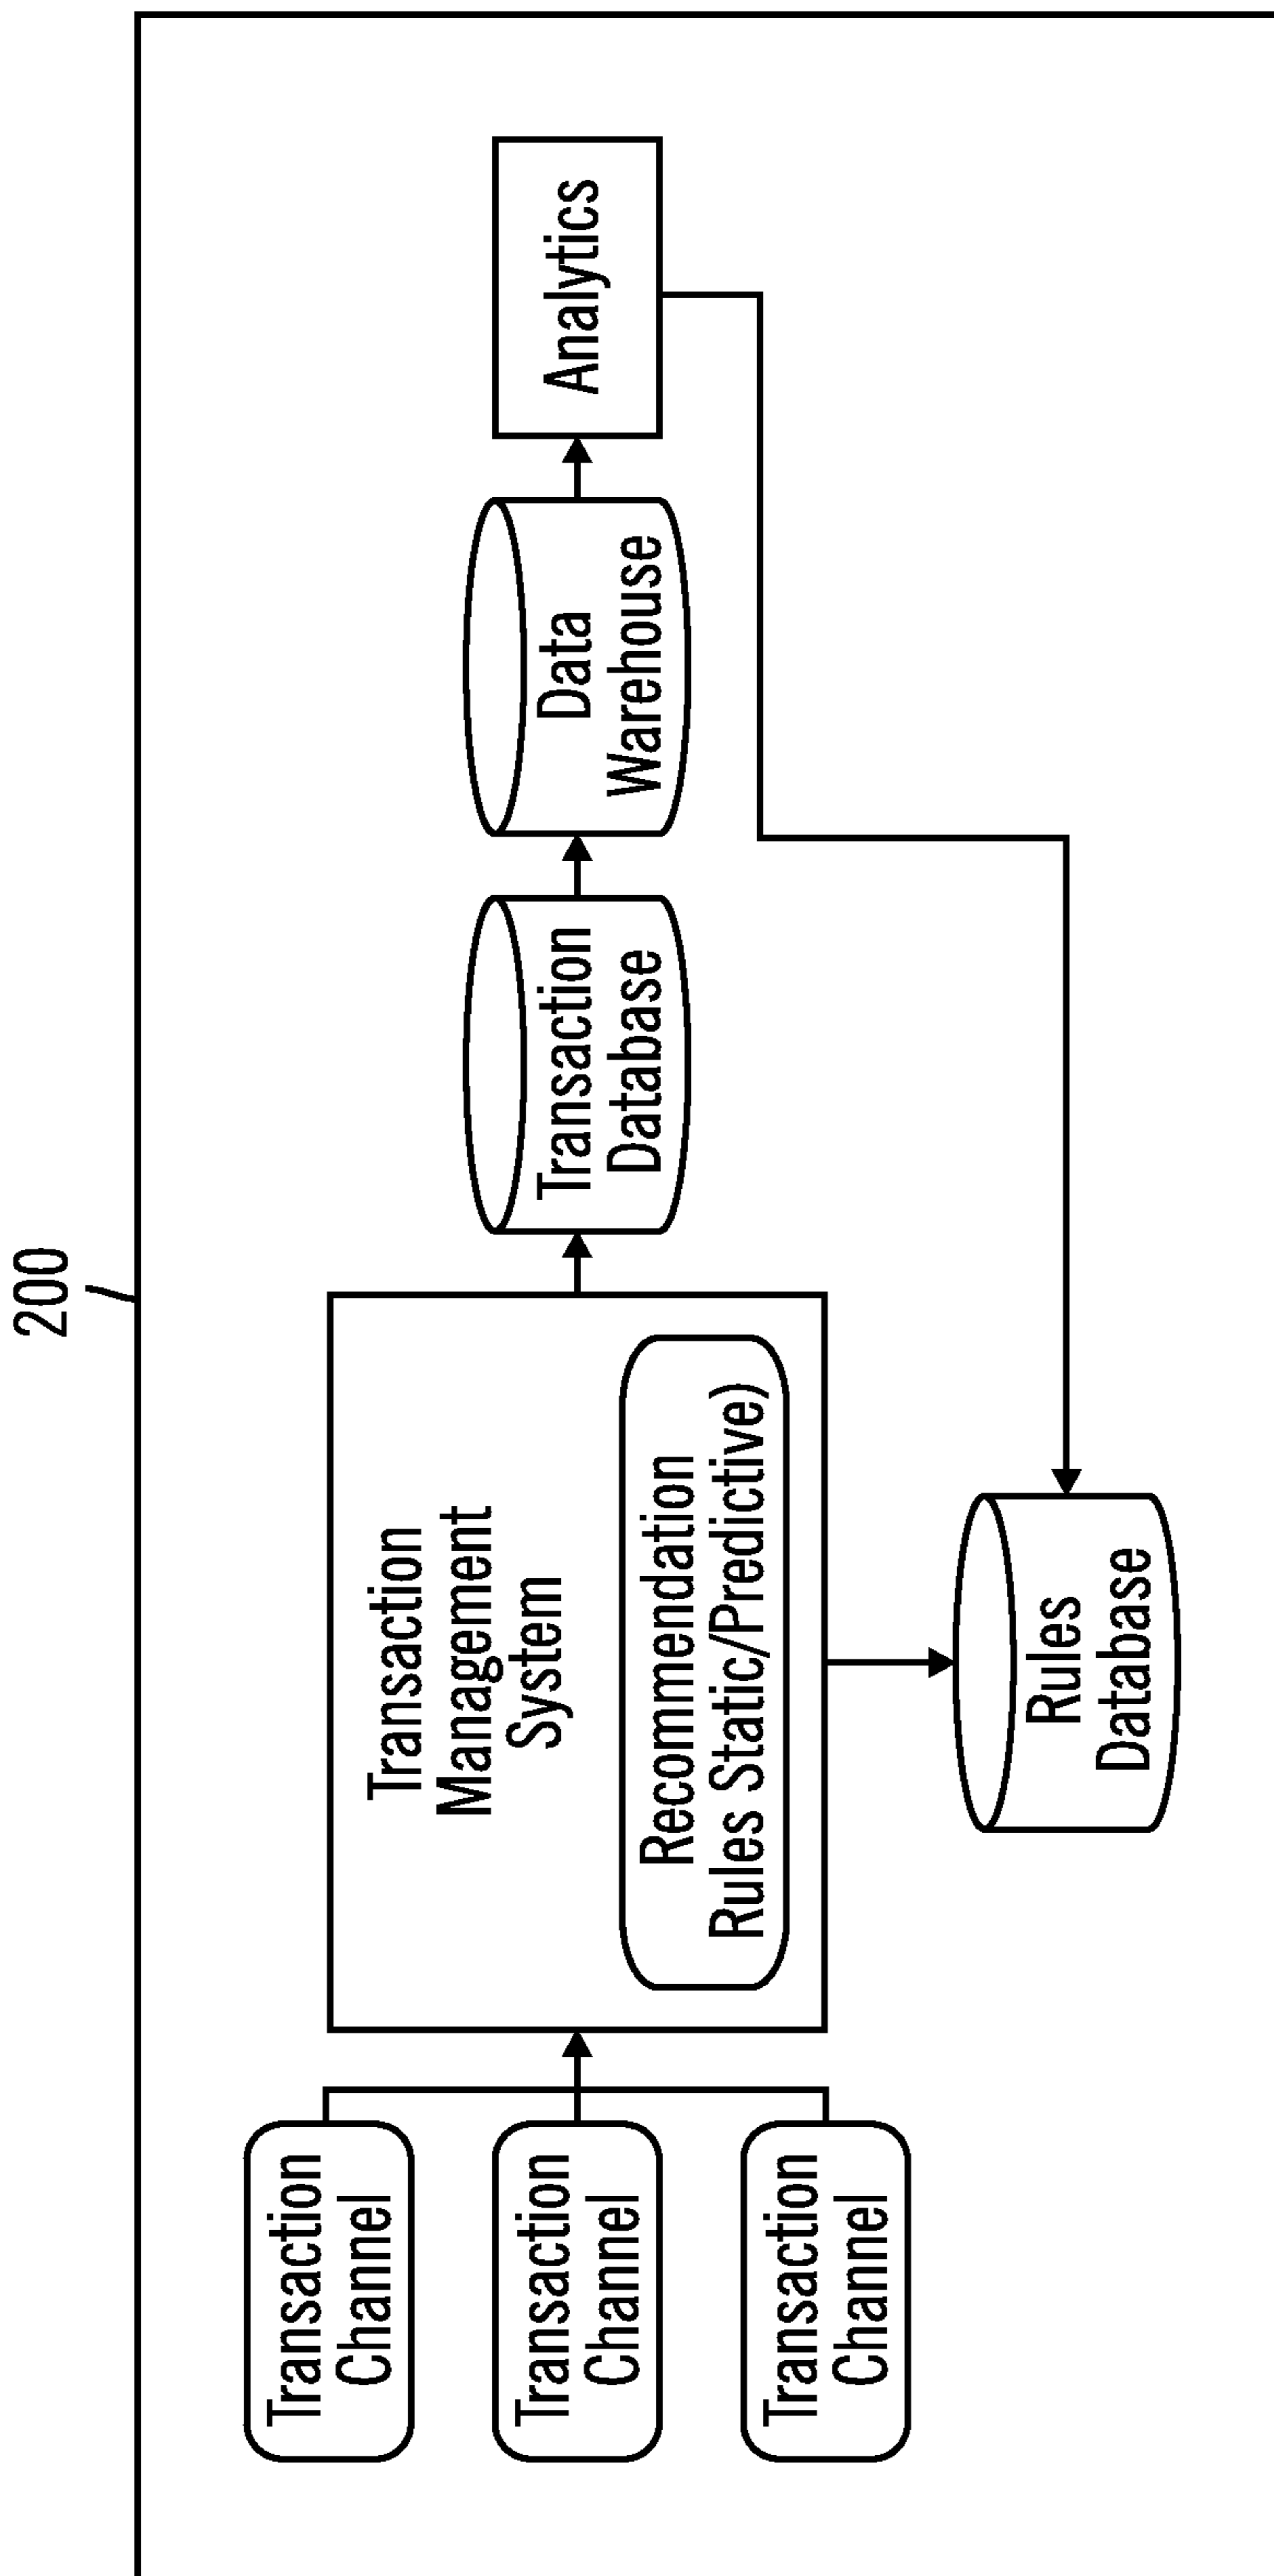 200
Transaction
Channel
Transaction
Channel
Transaction
Channel
Transaction
Management
System
Recommendation
Rules Static/Predictive)
Transaction
Database
Data
Warehouse
Analytics
Rules
Database